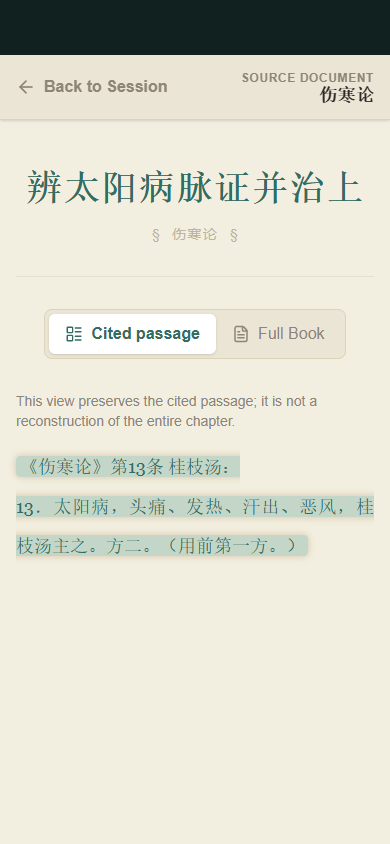 Back to Session
SOURCE DOCUMENT
伤寒论
辨太阳病脉证并治上
§ 伤寒论 §
Cited passage
Full Book
This view preserves the cited passage; it is not a
reconstruction of the entire chapter.
《伤寒论》第13条 桂枝汤：
13．太阳病，头痛、发热、汗出、恶风，桂
枝汤主之。方二。（用前第一方。）